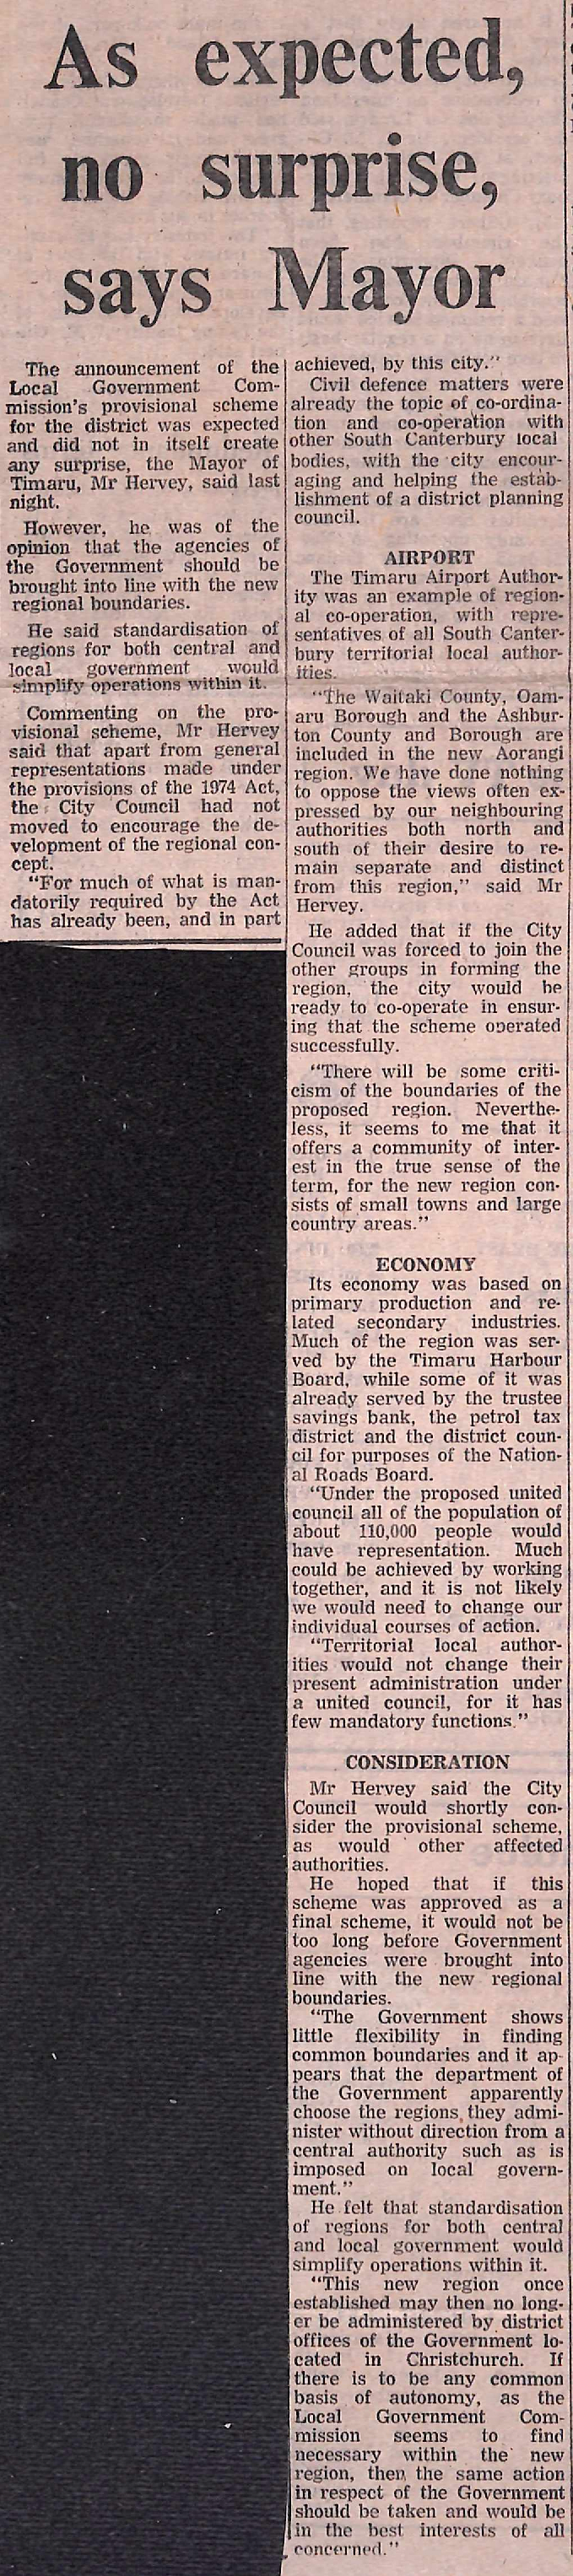 As expected,
no surprise,
says Mayor
The announcement of the
Local Government Com-
mission's provisional scheme
for the district was expected
and did not in itself create
any surprise, the Mayor of
Timaru, Mr Hervey, said last
night.
However, he was of the
opinion that the agencies of
the Government should be
brought into line with the new
regional boundaries.
He said standardisation of
regions for both central and
local government would
simplify operations within it.
Commenting on the pro-
visional scheme, Mr Hervey
said that apart from general
representations made under
the provisions of the 1974 Act,
the City Council had not
moved to encourage the de-
velopment of the regional con-
cept.
"For much of what is man-
datorily required by the Act
has already been, and in part
achieved, by this city."
Civil defence matters were
already the topic of co-ordina-
tion and co-operation with
other South Canterbury local
bodies, with the city encour-
aging and helping the estab-
lishment of a district planning
council.
AIRPORT
The Timaru Airport Author-
ity was an example of region-
al co-operation, with repre-
sentatives of all South Canter-
bury territorial local author-
ities.
"The Waitaki County, Oam-
aru Borough and the Ashbur-
ton County and Borough are
included in the new Aorangi
region. We have done nothing
to oppose the views often ex-
pressed by our neighbouring
authorities both north and
south of their desire to re-
main separate and distinct
from this region," said Mr
Hervey.
He added that if the City
Council was forced to join the
other groups in forming the
region, the city would be
ready to co-operate in ensur-
ing that the scheme operated
successfully.
"There will be some criti-
cism of the boundaries of the
proposed region. Neverthe-
less, it seems to me that it
offers a community of inter-
est in the true sense of the
term, for the new region con-
sists of small towns and large
country areas."
ECONOMY
Its economy was based on
primary production and re-
lated secondary industries.
Much of the region was ser-
ved by the Timaru Harbour
Board, while some of it was
already served by the trustee
savings bank, the petrol tax
district and the district coun-
cil for purposes of the Nation-
al Roads Board.
"Under the proposed united
council all of the population of
about 110,000 people would
have representation. Much
could be achieved by working
together, and it is not likely
we would need to change our
individual courses of action.
"Territorial local author-
ities would not change their
present administration under
a united council, for it has
few mandatory functions."
CONSIDERATION
Mr Hervey said the City
Council would shortly con-
sider the provisional scheme,
as would other affected
authorities.
He hoped that if this
scheme was approved as a
final scheme, it would not be
too long before Government
agencies were brought into
line with the new regional
boundaries.
"The Government shows
little flexibility in finding
common boundaries and it ap-
pears that the department of
the Government apparently
choose the regions they admi-
nister without direction from a
central authority such as is
imposed on local govern-
ment."
He felt that standardisation
of regions for both central
and local government would
simplify operations within it.
"This new region once
established may then no long-
er be administered by district
offices of the Government lo-
cated in Christchurch. If
there is to be any common
basis of autonomy, as the
Local Government Com-
mission seems to find
necessary within the new
region, then the same action
in respect of the Government
should be taken and would be
in the best interests of all
concerned."